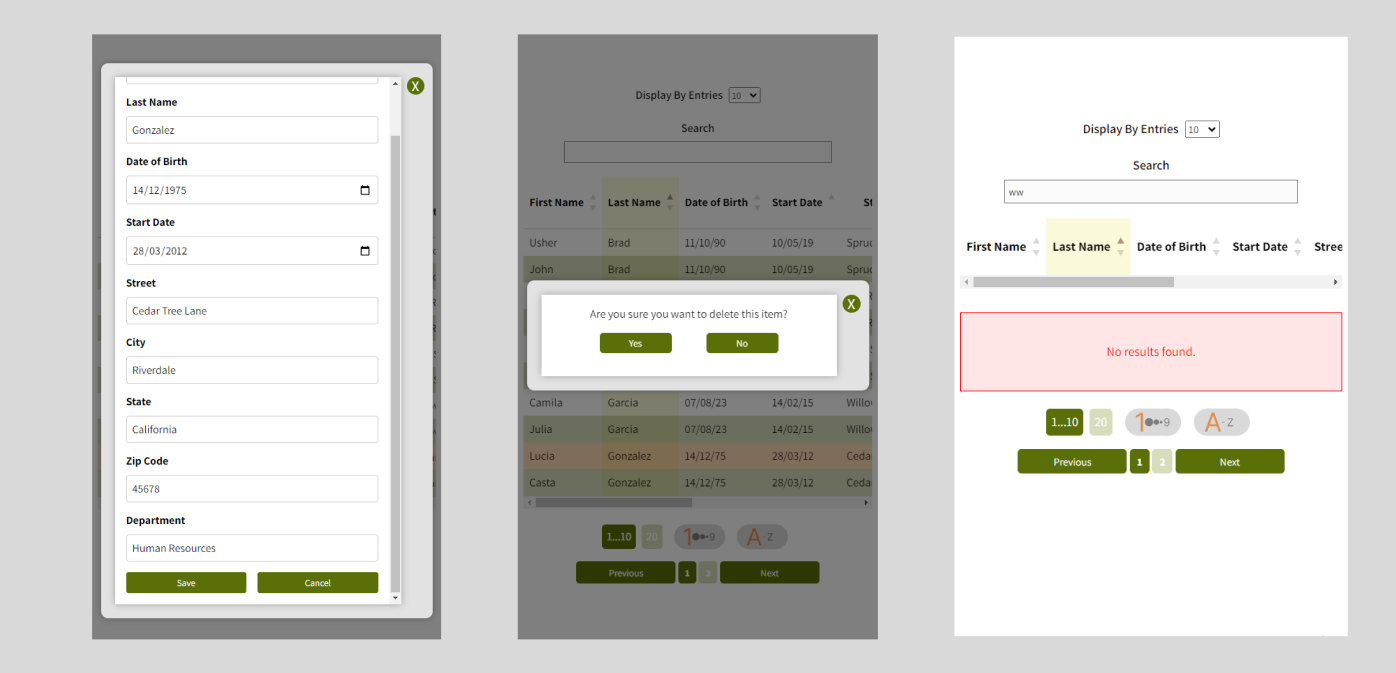 X
Last Name
Gonzalez
Date of Birth
14/12/1975
Start Date
28/03/2012
Street
Cedar Tree Lane
City
Riverdale
State
California
Zip Code
45678
Department
Human Resources
Save Cancel
Display By Entries 10
Search
First Name Last Name Date of Birth Start Date St
Usher Brad 11/10/90 10/05/19 Spruc
John Brad 11/10/90 10/05/19 Spruc
X
Are you sure you want to delete this item?
Yes No
Camila Garcia 07/08/23 14/02/15 Willov
Julia Garcia 07/08/23 14/02/15 Willov
Lucia Gonzalez 14/12/75 28/03/12 Cedar
Casta Gonzalez 14/12/75 28/03/12 Cedar
1...10 20 1 9 A-Z
Previous 1 2 Next
Display By Entries 10
Search
ww
First Name Last Name Date of Birth Start Date Stree
No results found.
1...10 20 1 9 A-Z
Previous 1 2 Next